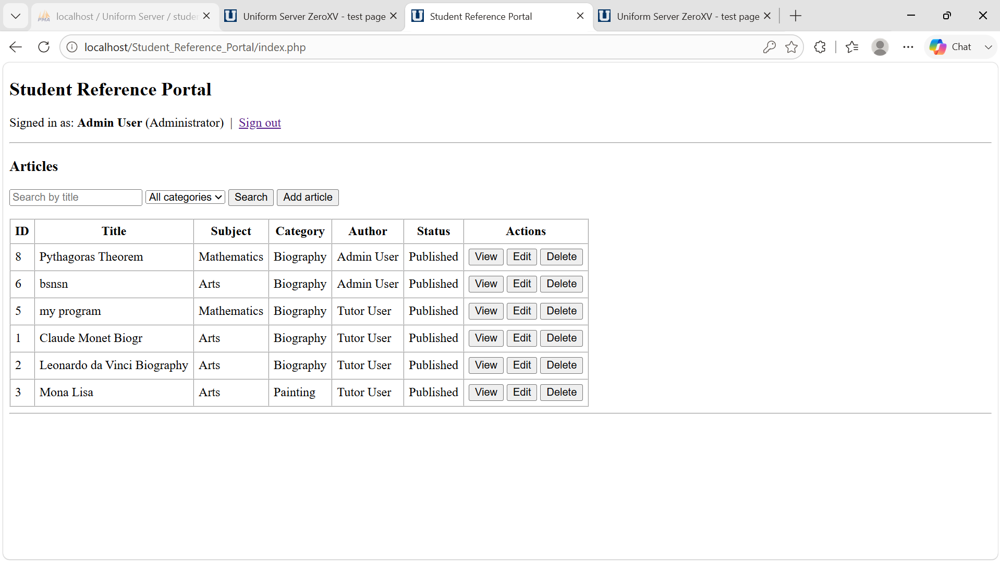 localhost / Uniform Server / stude
Uniform Server ZeroXV - test page
Student Reference Portal
Uniform Server ZeroXV - test page
localhost/Student_Reference_Portal/index.php
Chat
Student Reference Portal
Signed in as: Admin User (Administrator) | Sign out
Articles
Search by title All categories Search Add article
ID Title Subject Category Author Status Actions
8 Pythagoras Theorem Mathematics Biography Admin User Published View Edit Delete
6 bsnsn Arts Biography Admin User Published View Edit Delete
5 my program Mathematics Biography Tutor User Published View Edit Delete
1 Claude Monet Biogr Arts Biography Tutor User Published View Edit Delete
2 Leonardo da Vinci Biography Arts Biography Tutor User Published View Edit Delete
3 Mona Lisa Arts Painting Tutor User Published View Edit Delete